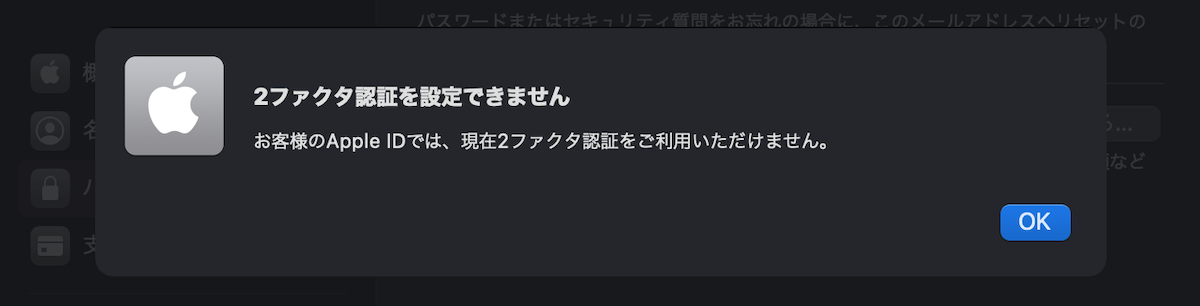 パスワードまたはセキュリティ質問をお忘れの場合に、このメールアドレスへリセットの
2ファクタ認証を設定できません
お客様のApple IDでは、現在2ファクタ認証をご利用いただけません。
など
OK